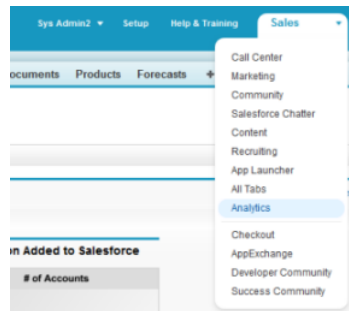 Sys Admin2 Setup Help & Training Sales
Call Center
ocuments Products Forecasts +
Marketing
Community
Salesforce Chatter
Content
Recruiting
App Launcher
All Tabs
Analytics
Checkout
on Added to Salesforce
AppExchange
# of Accounts
Developer Community
Success Community